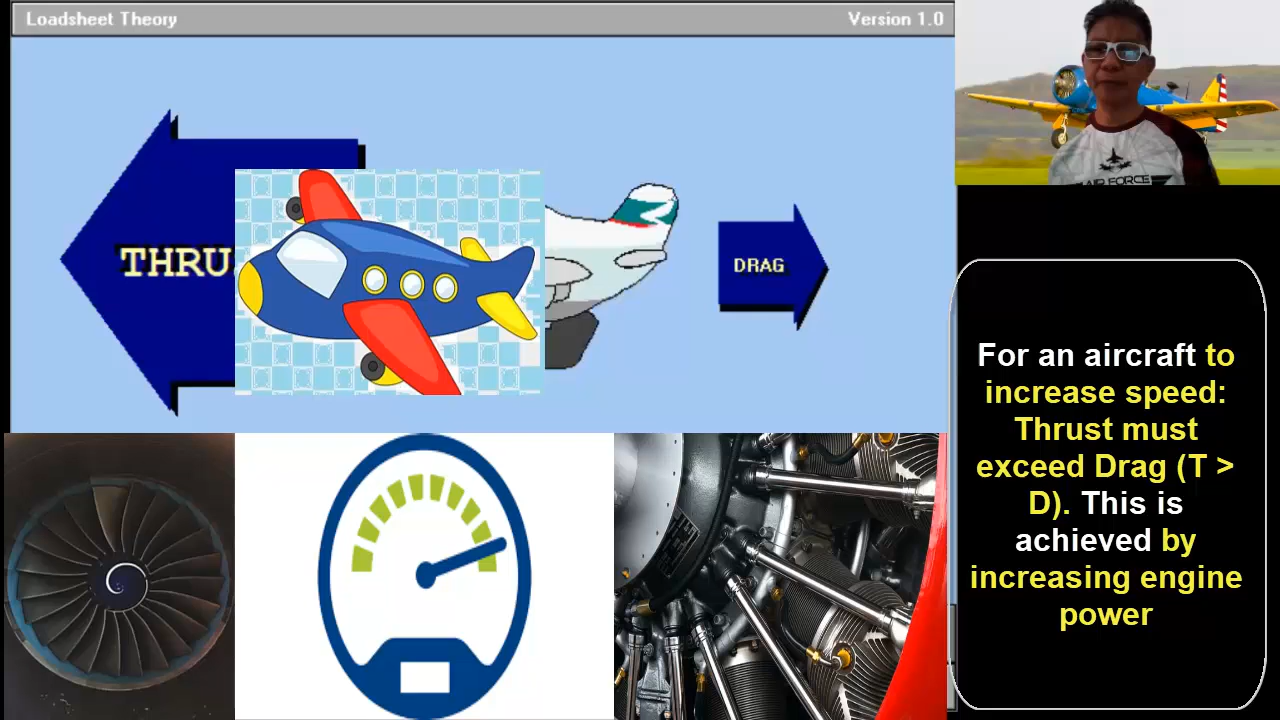 Loadsheet Theory
Version 1.0
THRU
DRAG
AIR FORCE
For an aircraft to
increase speed:
Thrust must
exceed Drag (T >
D). This is
achieved by
increasing engine
power